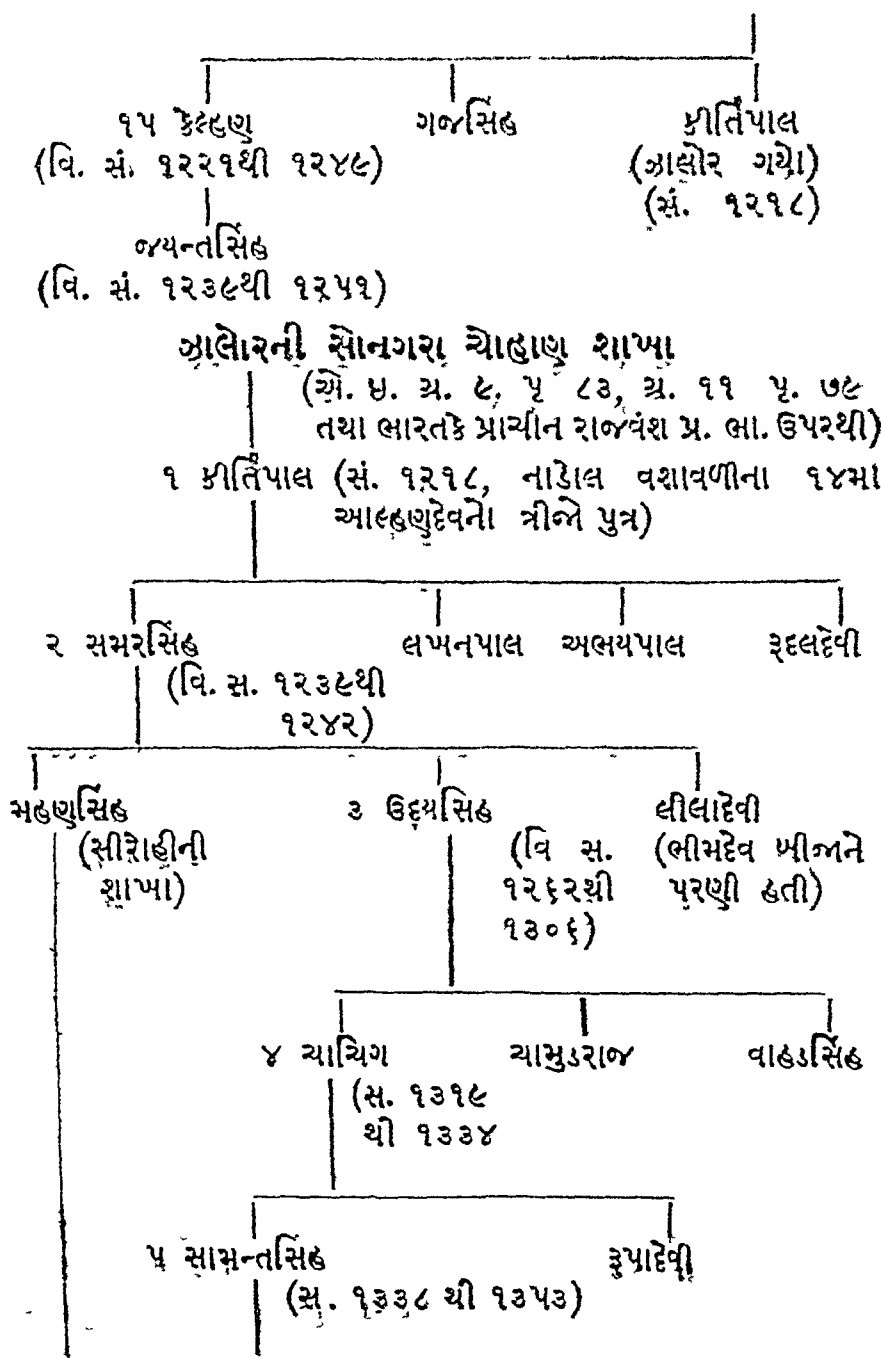 ૧૫ કેલ્હણ ગજસિંહ કીર્તિપાલ
(વિ. સં. ૧૨૨૧થી ૧૨૪૯) (ઝાલોર ગયો)
(સં. ૧૨૧૮)
જયન્તસિંહ
(વિ. સં. ૧૨૩૯થી ૧૨૫૧)
ઝાલોરની સોનગરા ચોહાણ શાખા
(એ. ઇ. ગ્ર. ૯. પૃ ૮૩, ગ્ર. ૧૧ પૃ. ૭૯
તથા ભારતકે પ્રાચીન રાજવંશ પ્ર. ભા. ઉપરથી)
૧ કીર્તિપાલ (સં. ૧૨૧૮, નાડોલ વશાવળીના ૧૪મા
આલ્હણદેવનો ત્રીજો પુત્ર)
૨ સમરસિંહ લખનપાલ અભયપાલ રૂદલદેવી
(વિ. સ. ૧૨૩૯થી
૧૨૪૨)
મહણસિંહ ૩ ઉદયસિંહ લીલાદેવી
(સીરોહીની (વિ સ. (ભીમદેવ બીજાને
શાખા) ૧૨૬૨થી પરણી હતી)
૧૩૦૬)
૪ ચાચિગ ચામુડરાજ વાહડસિંહ
(સ. ૧૩૧૯
થી ૧૩૩૪
૫ સામન્તસિંહ રૂપાદેવી
(સ. ૧૩૩૮ થી ૧૩૫૩)